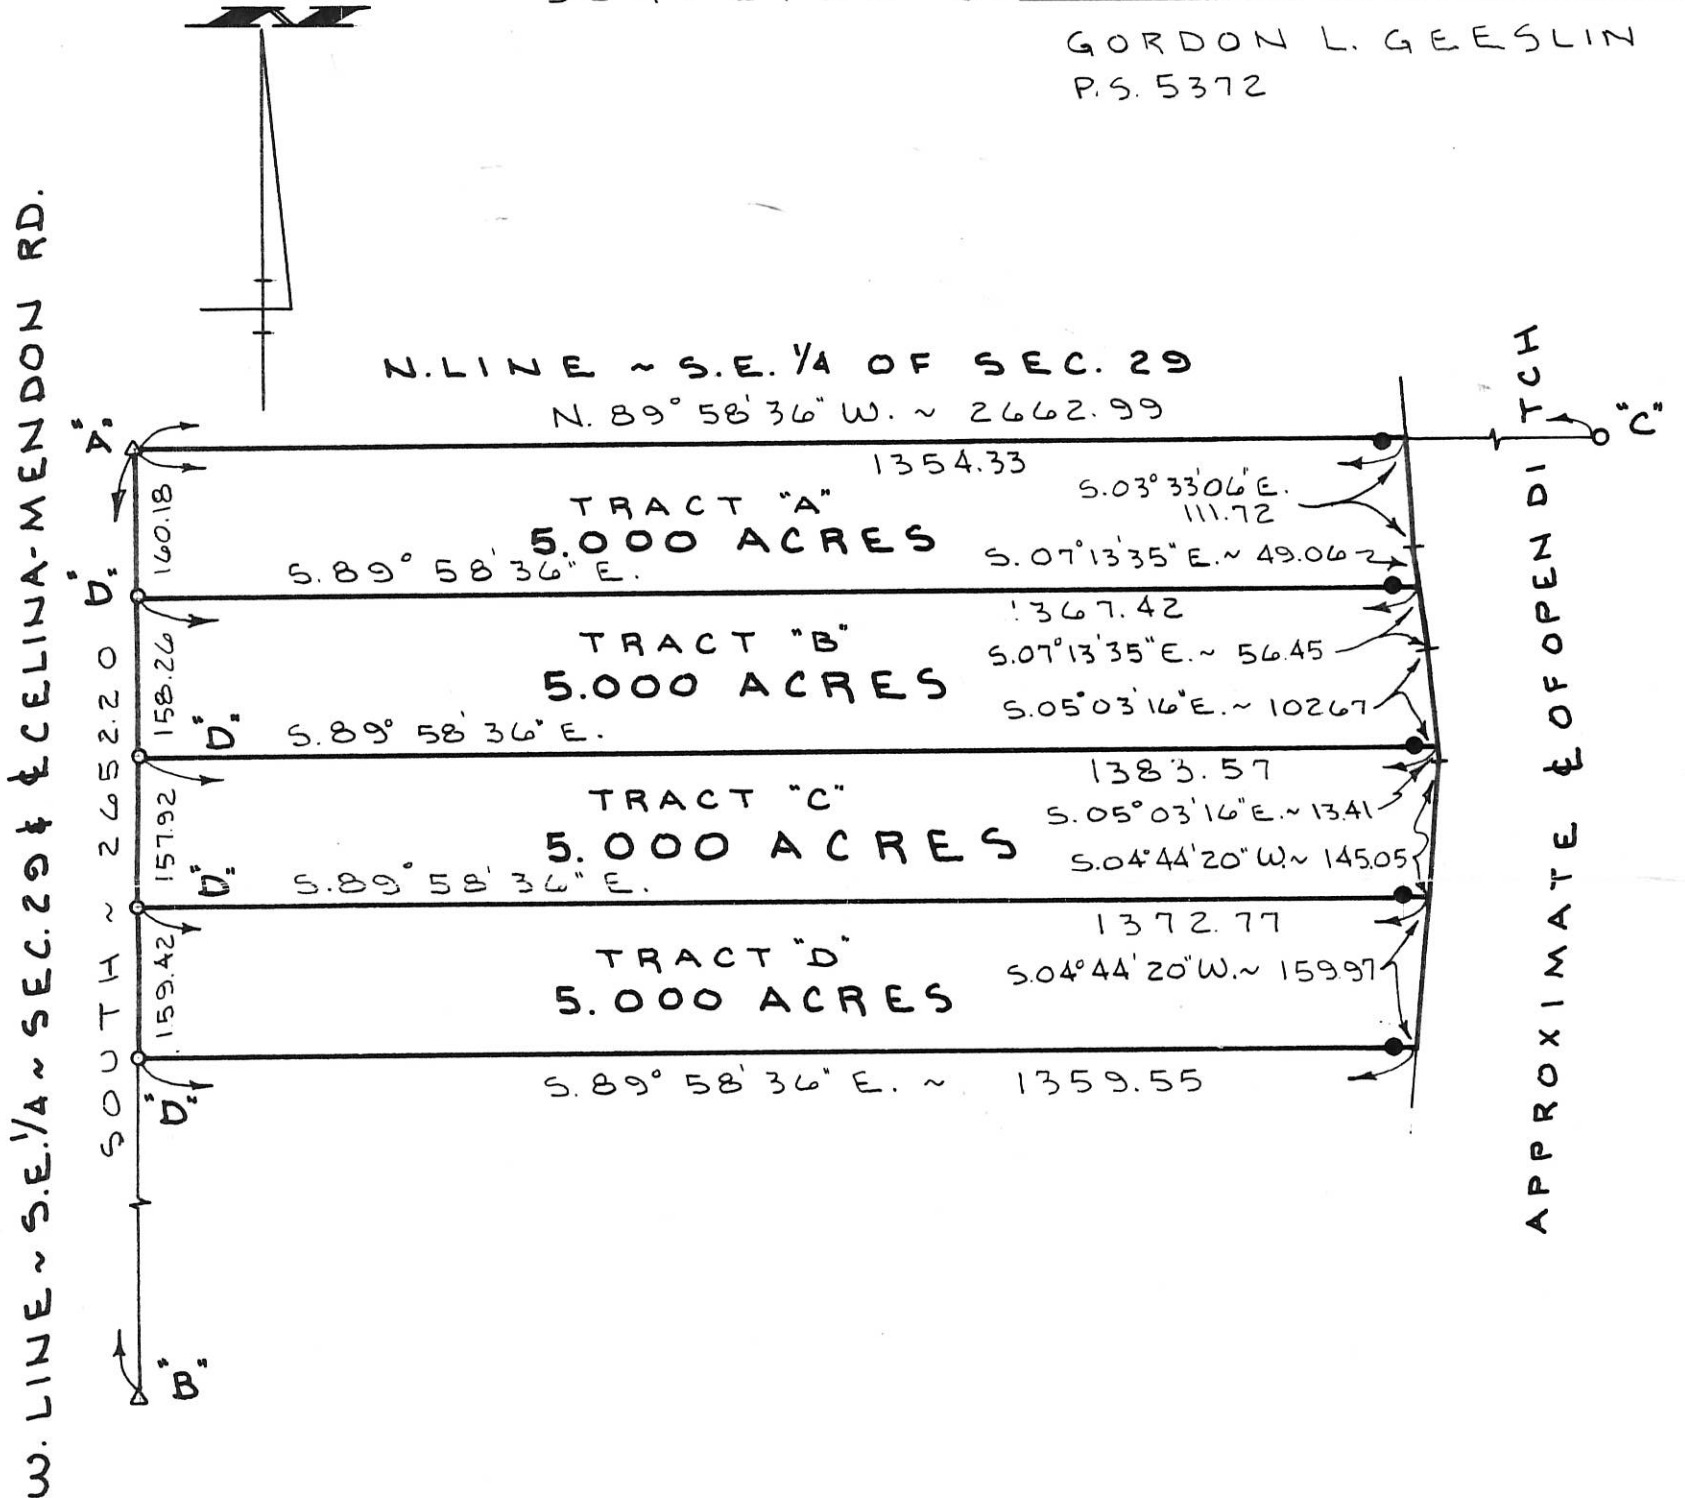 GORDON L. GEESLIN
P.S. 5372
W. LINE ~ S.E.1/4 ~ SEC.29 & ℄ CELINA-MENDON RD.
N. LINE ~ S.E. 1/4 OF SEC. 29
N. 89° 58' 36" W. ~ 2662.99
"A"
"C"
1354.33
160.18
TRACT "A"
5.000 ACRES
S.03°33'06"E.
111.72
S.07°13'35"E.~ 49.06
S.89° 58' 36" E.
"D"
1367.42
158.26
TRACT "B"
5.000 ACRES
S.07°13'35"E.~ 56.45
S.05°03'16"E.~ 102.67
S.89° 58' 36" E.
"D"
1383.57
157.92
TRACT "C"
5.000 ACRES
S.05°03'16"E.~ 13.41
S.04°44'20"W.~ 145.05
S.89° 58' 36" E.
"D"
1372.77
159.42
TRACT "D"
5.000 ACRES
S.04°44'20"W.~ 159.97
S.89° 58' 36" E. ~ 1359.55
"D"
SOUTH ~ 2652.20
"B"
APPROXIMATE ℄ OF OPEN DITCH